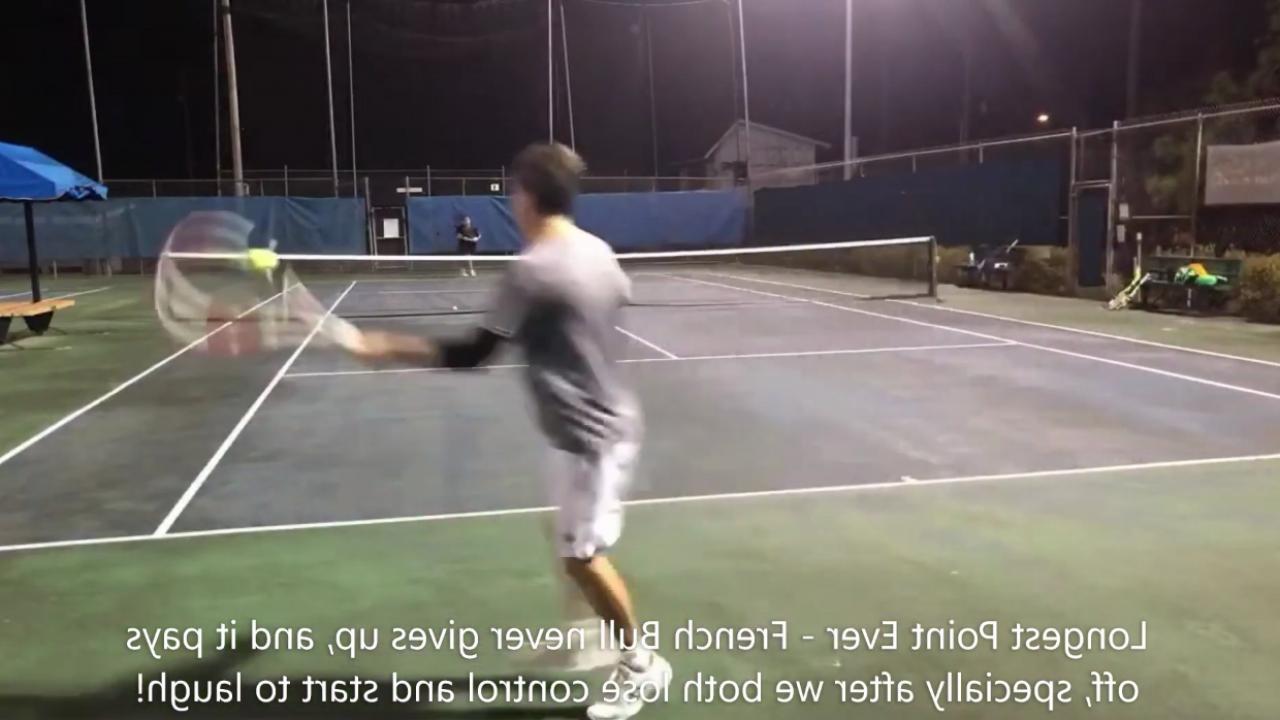 Longest Point Ever - French Bull never gives up, and it pays
off, specially after we both lose control and start to laugh!